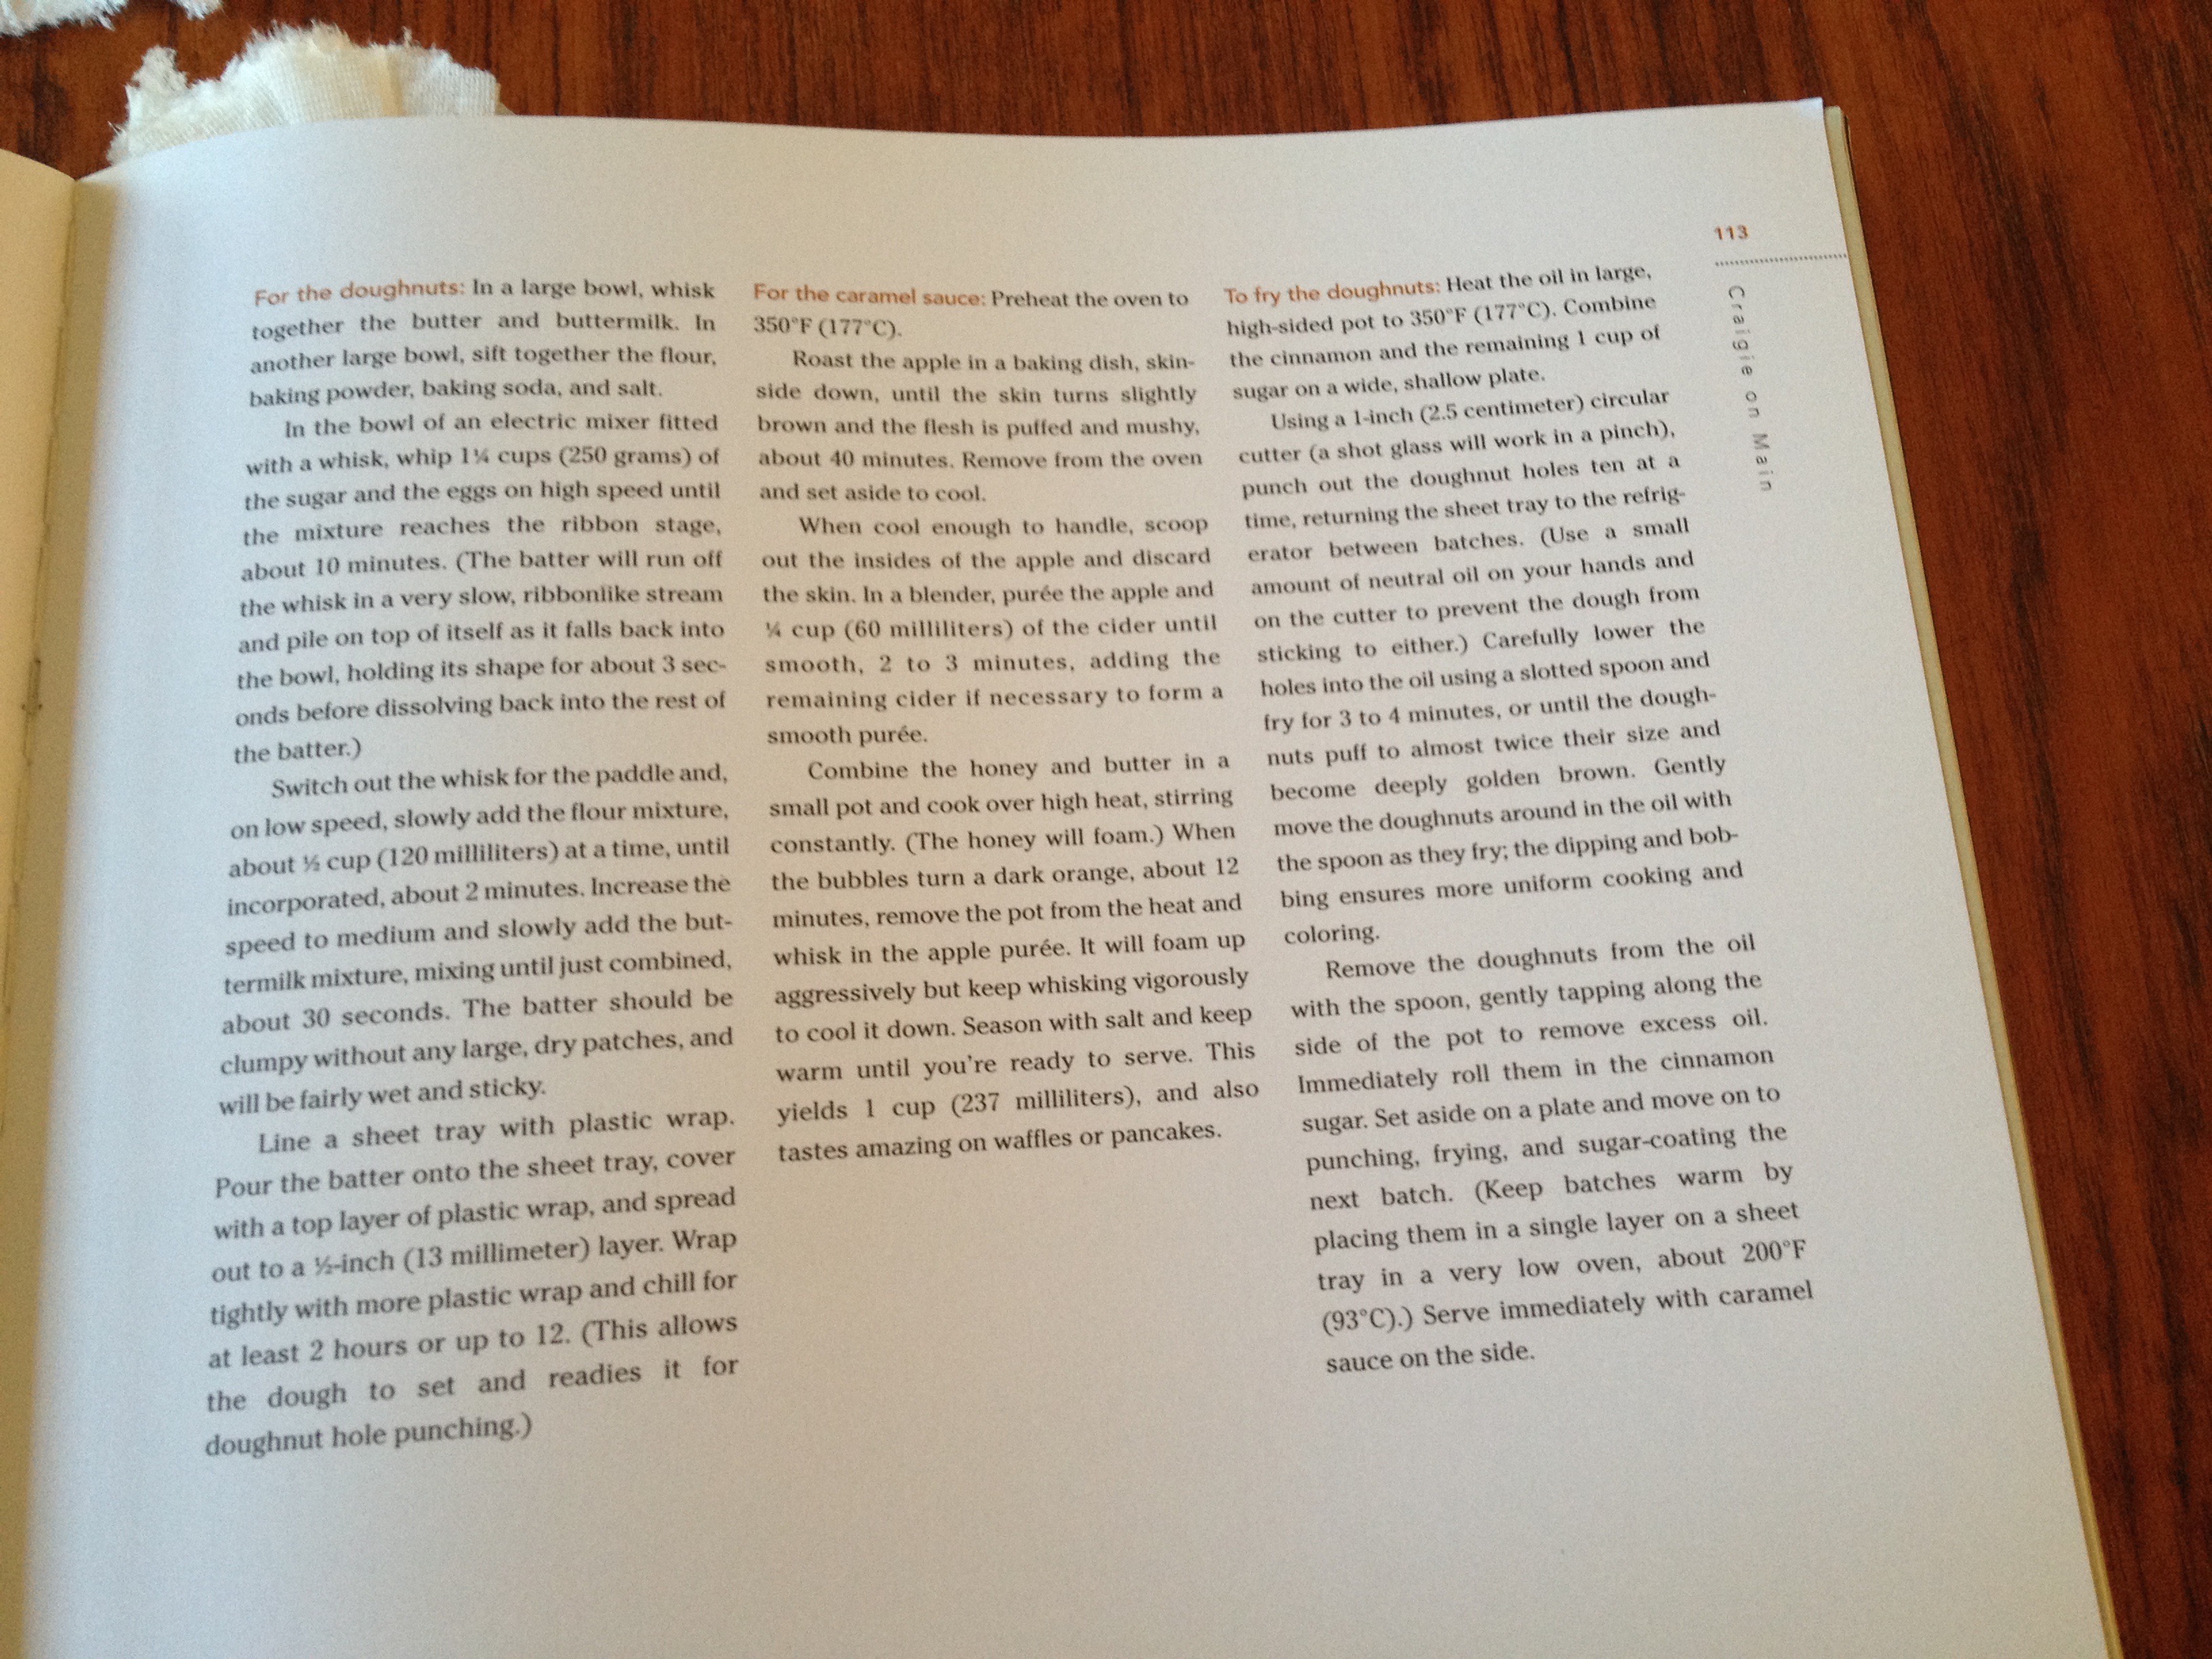 For the doughnuts: In a large bowl, whisk
together the butter and buttermilk. In
another large bowl, sift together the flour,
baking powder, baking soda, and salt.
In the bowl of an electric mixer fitted
with a whisk, whip 1¼ cups (250 grams) of
the sugar and the eggs on high speed until
the mixture reaches the ribbon stage,
about 10 minutes. (The batter will run off
the whisk in a very slow, ribbonlike stream
and pile on top of itself as it falls back into
the bowl, holding its shape for about 3 sec-
onds before dissolving back into the rest of
the batter.)
Switch out the whisk for the paddle and,
on low speed, slowly add the flour mixture,
about ½ cup (120 milliliters) at a time, until
incorporated, about 2 minutes. Increase the
speed to medium and slowly add the but-
termilk mixture, mixing until just combined,
about 30 seconds. The batter should be
clumpy without any large, dry patches, and
will be fairly wet and sticky.
Line a sheet tray with plastic wrap.
Pour the batter onto the sheet tray, cover
with a top layer of plastic wrap, and spread
out to a ½-inch (13 millimeter) layer. Wrap
tightly with more plastic wrap and chill for
at least 2 hours or up to 12. (This allows
the dough to set and readies it for
doughnut hole punching.)
For the caramel sauce: Preheat the oven to
350°F (177°C).
Roast the apple in a baking dish, skin-
side down, until the skin turns slightly
brown and the flesh is puffed and mushy,
about 40 minutes. Remove from the oven
and set aside to cool.
When cool enough to handle, scoop
out the insides of the apple and discard
the skin. In a blender, purée the apple and
¼ cup (60 milliliters) of the cider until
smooth, 2 to 3 minutes, adding the
remaining cider if necessary to form a
smooth purée.
Combine the honey and butter in a
small pot and cook over high heat, stirring
constantly. (The honey will foam.) When
the bubbles turn a dark orange, about 12
minutes, remove the pot from the heat and
whisk in the apple purée. It will foam up
aggressively but keep whisking vigorously
to cool it down. Season with salt and keep
warm until you're ready to serve. This
yields 1 cup (237 milliliters), and also
tastes amazing on waffles or pancakes.
To fry the doughnuts: Heat the oil in large,
high-sided pot to 350°F (177°C). Combine
the cinnamon and the remaining 1 cup of
sugar on a wide, shallow plate.
Using a 1-inch (2.5 centimeter) circular
cutter (a shot glass will work in a pinch),
punch out the doughnut holes ten at a
time, returning the sheet tray to the refrig-
erator between batches. (Use a small
amount of neutral oil on your hands and
on the cutter to prevent the dough from
sticking to either.) Carefully lower the
holes into the oil using a slotted spoon and
fry for 3 to 4 minutes, or until the dough-
nuts puff to almost twice their size and
become deeply golden brown. Gently
move the doughnuts around in the oil with
the spoon as they fry; the dipping and bob-
bing ensures more uniform cooking and
coloring.
Remove the doughnuts from the oil
with the spoon, gently tapping along the
side of the pot to remove excess oil.
Immediately roll them in the cinnamon
sugar. Set aside on a plate and move on to
punching, frying, and sugar-coating the
next batch. (Keep batches warm by
placing them in a single layer on a sheet
tray in a very low oven, about 200°F
(93°C).) Serve immediately with caramel
sauce on the side.
113
Craigie on Main